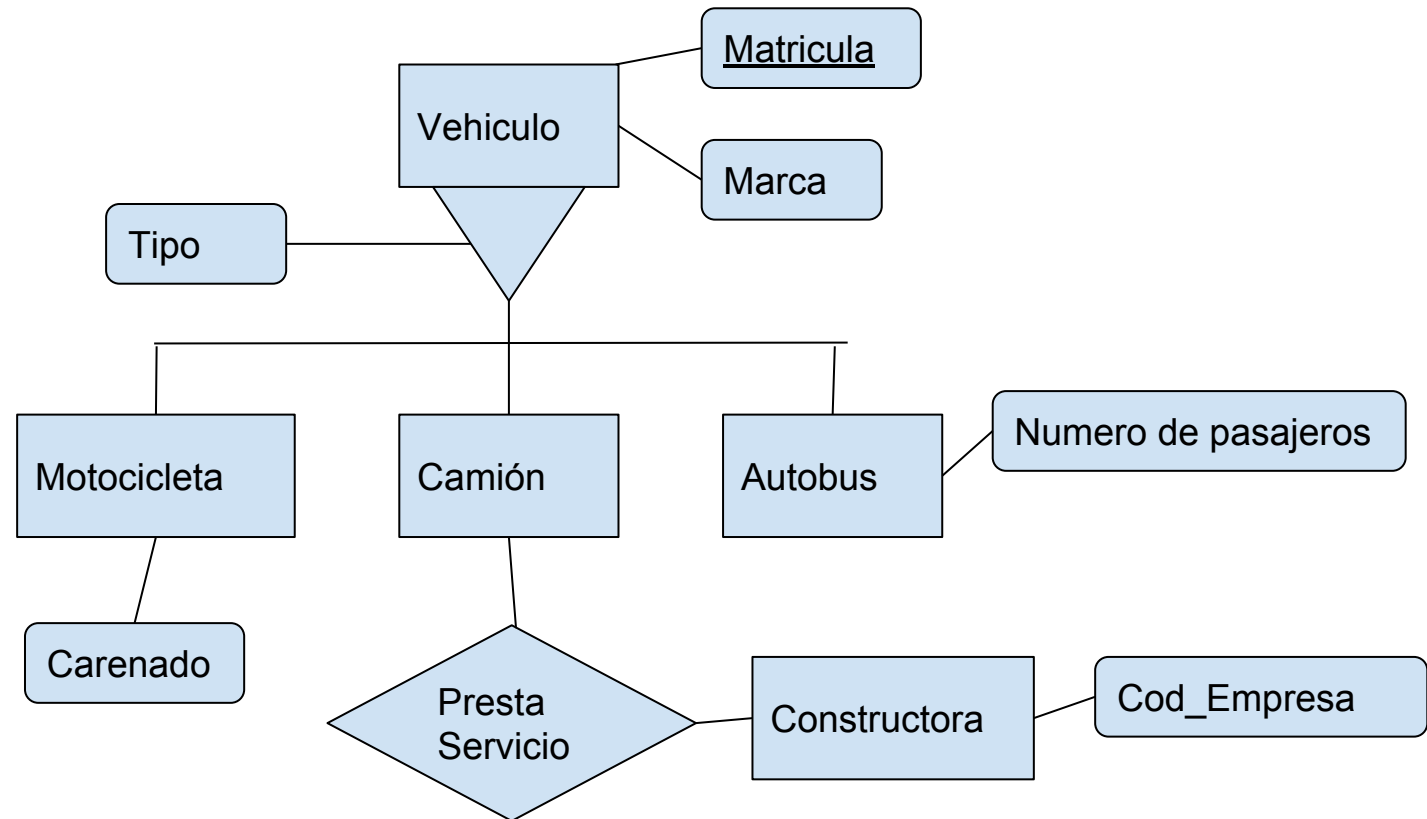 Matricula
Vehiculo
Marca
Tipo
Numero de pasajeros
Motocicleta
Camión
Autobus
Carenado
Presta
Servicio
Constructora
Cod_Empresa